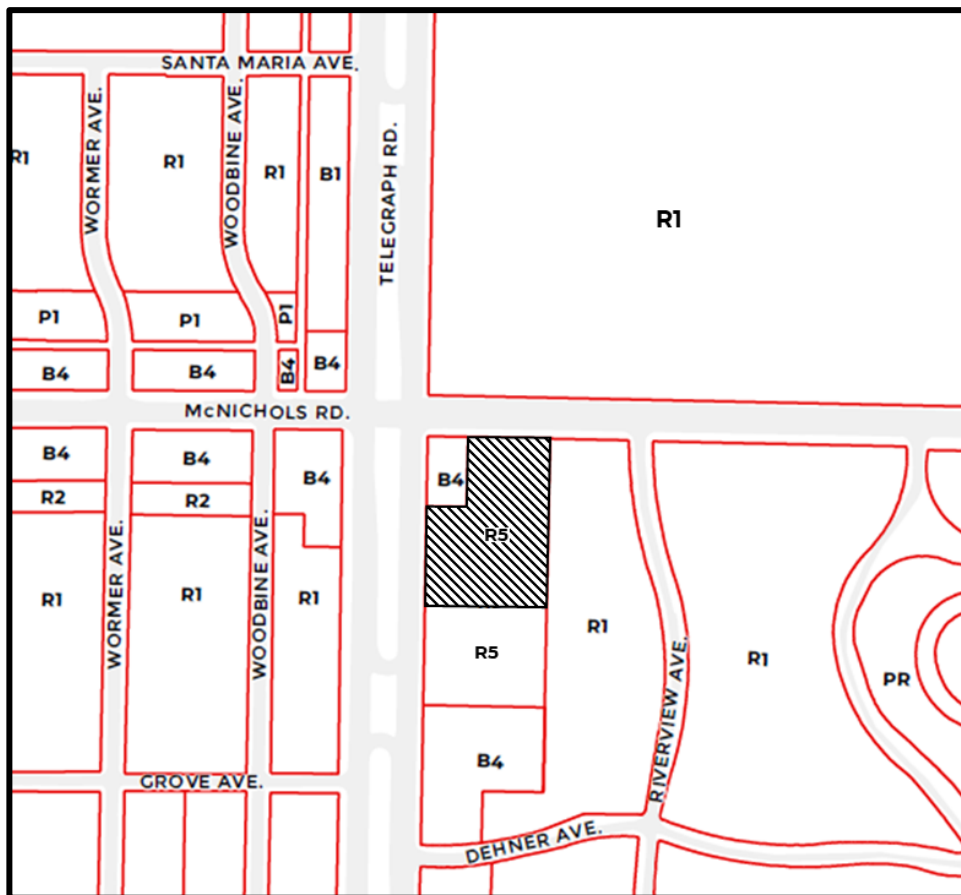 SANTA MARIA AVE.
WORMER AVE.
WOODBINE AVE.
TELEGRAPH RD.
R1
R1
R1
B1
R1
P1
P1
P1
B4
B4
B4
B4
McNICHOLS RD.
B4
B4
B4
B4
R2
R2
R5
WORMER AVE.
WOODBINE AVE.
R1
R1
R1
R1
R5
R1
PR
RIVERVIEW AVE.
B4
GROVE AVE.
DEHNER AVE.